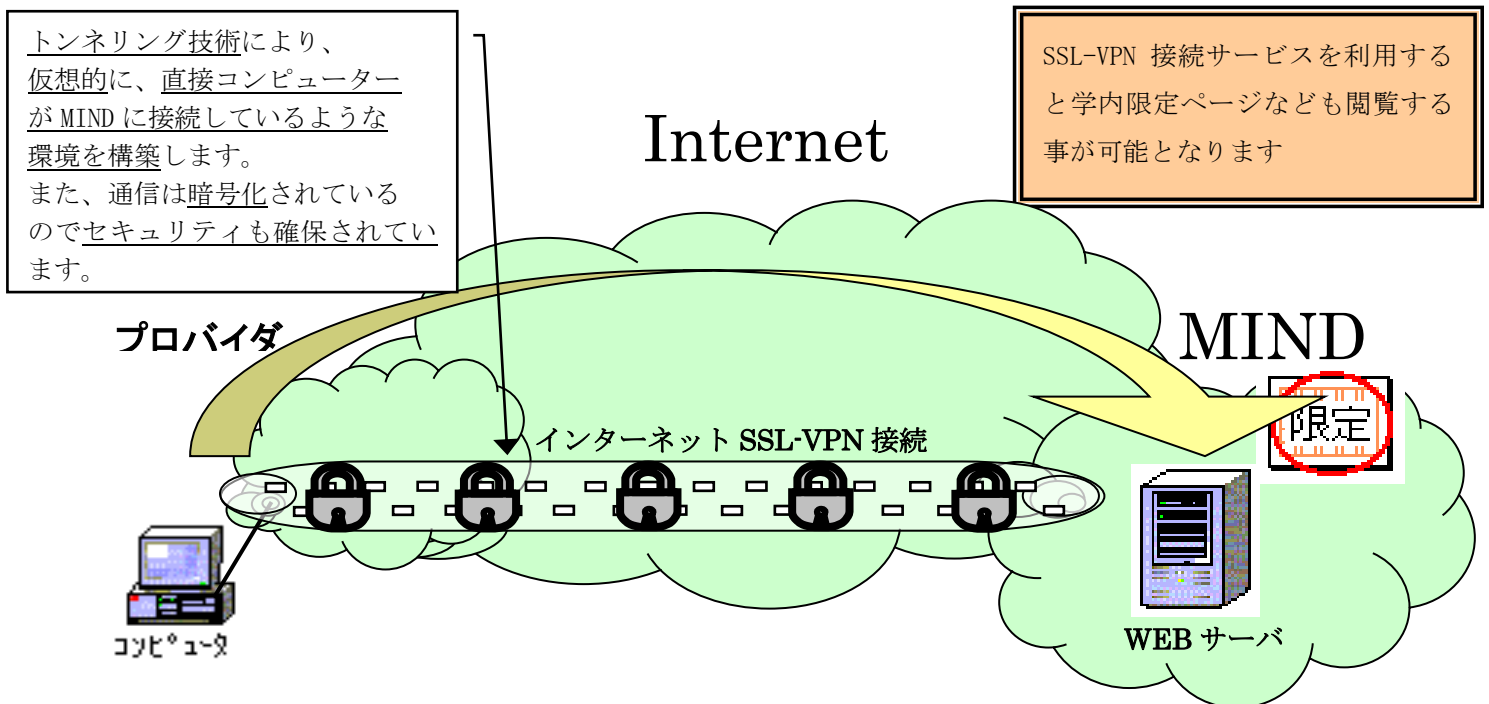 トンネリング技術により、
仮想的に、直接コンピューター
が MIND に接続しているような
環境を構築します。
また、通信は暗号化されている
のでセキュリティも確保されてい
ます。
SSL-VPN 接続サービスを利用する
と学内限定ページなども閲覧する
事が可能となります
Internet
プロバイダ
MIND
限定
インターネット SSL-VPN 接続
コンピュータ
WEB サーバ